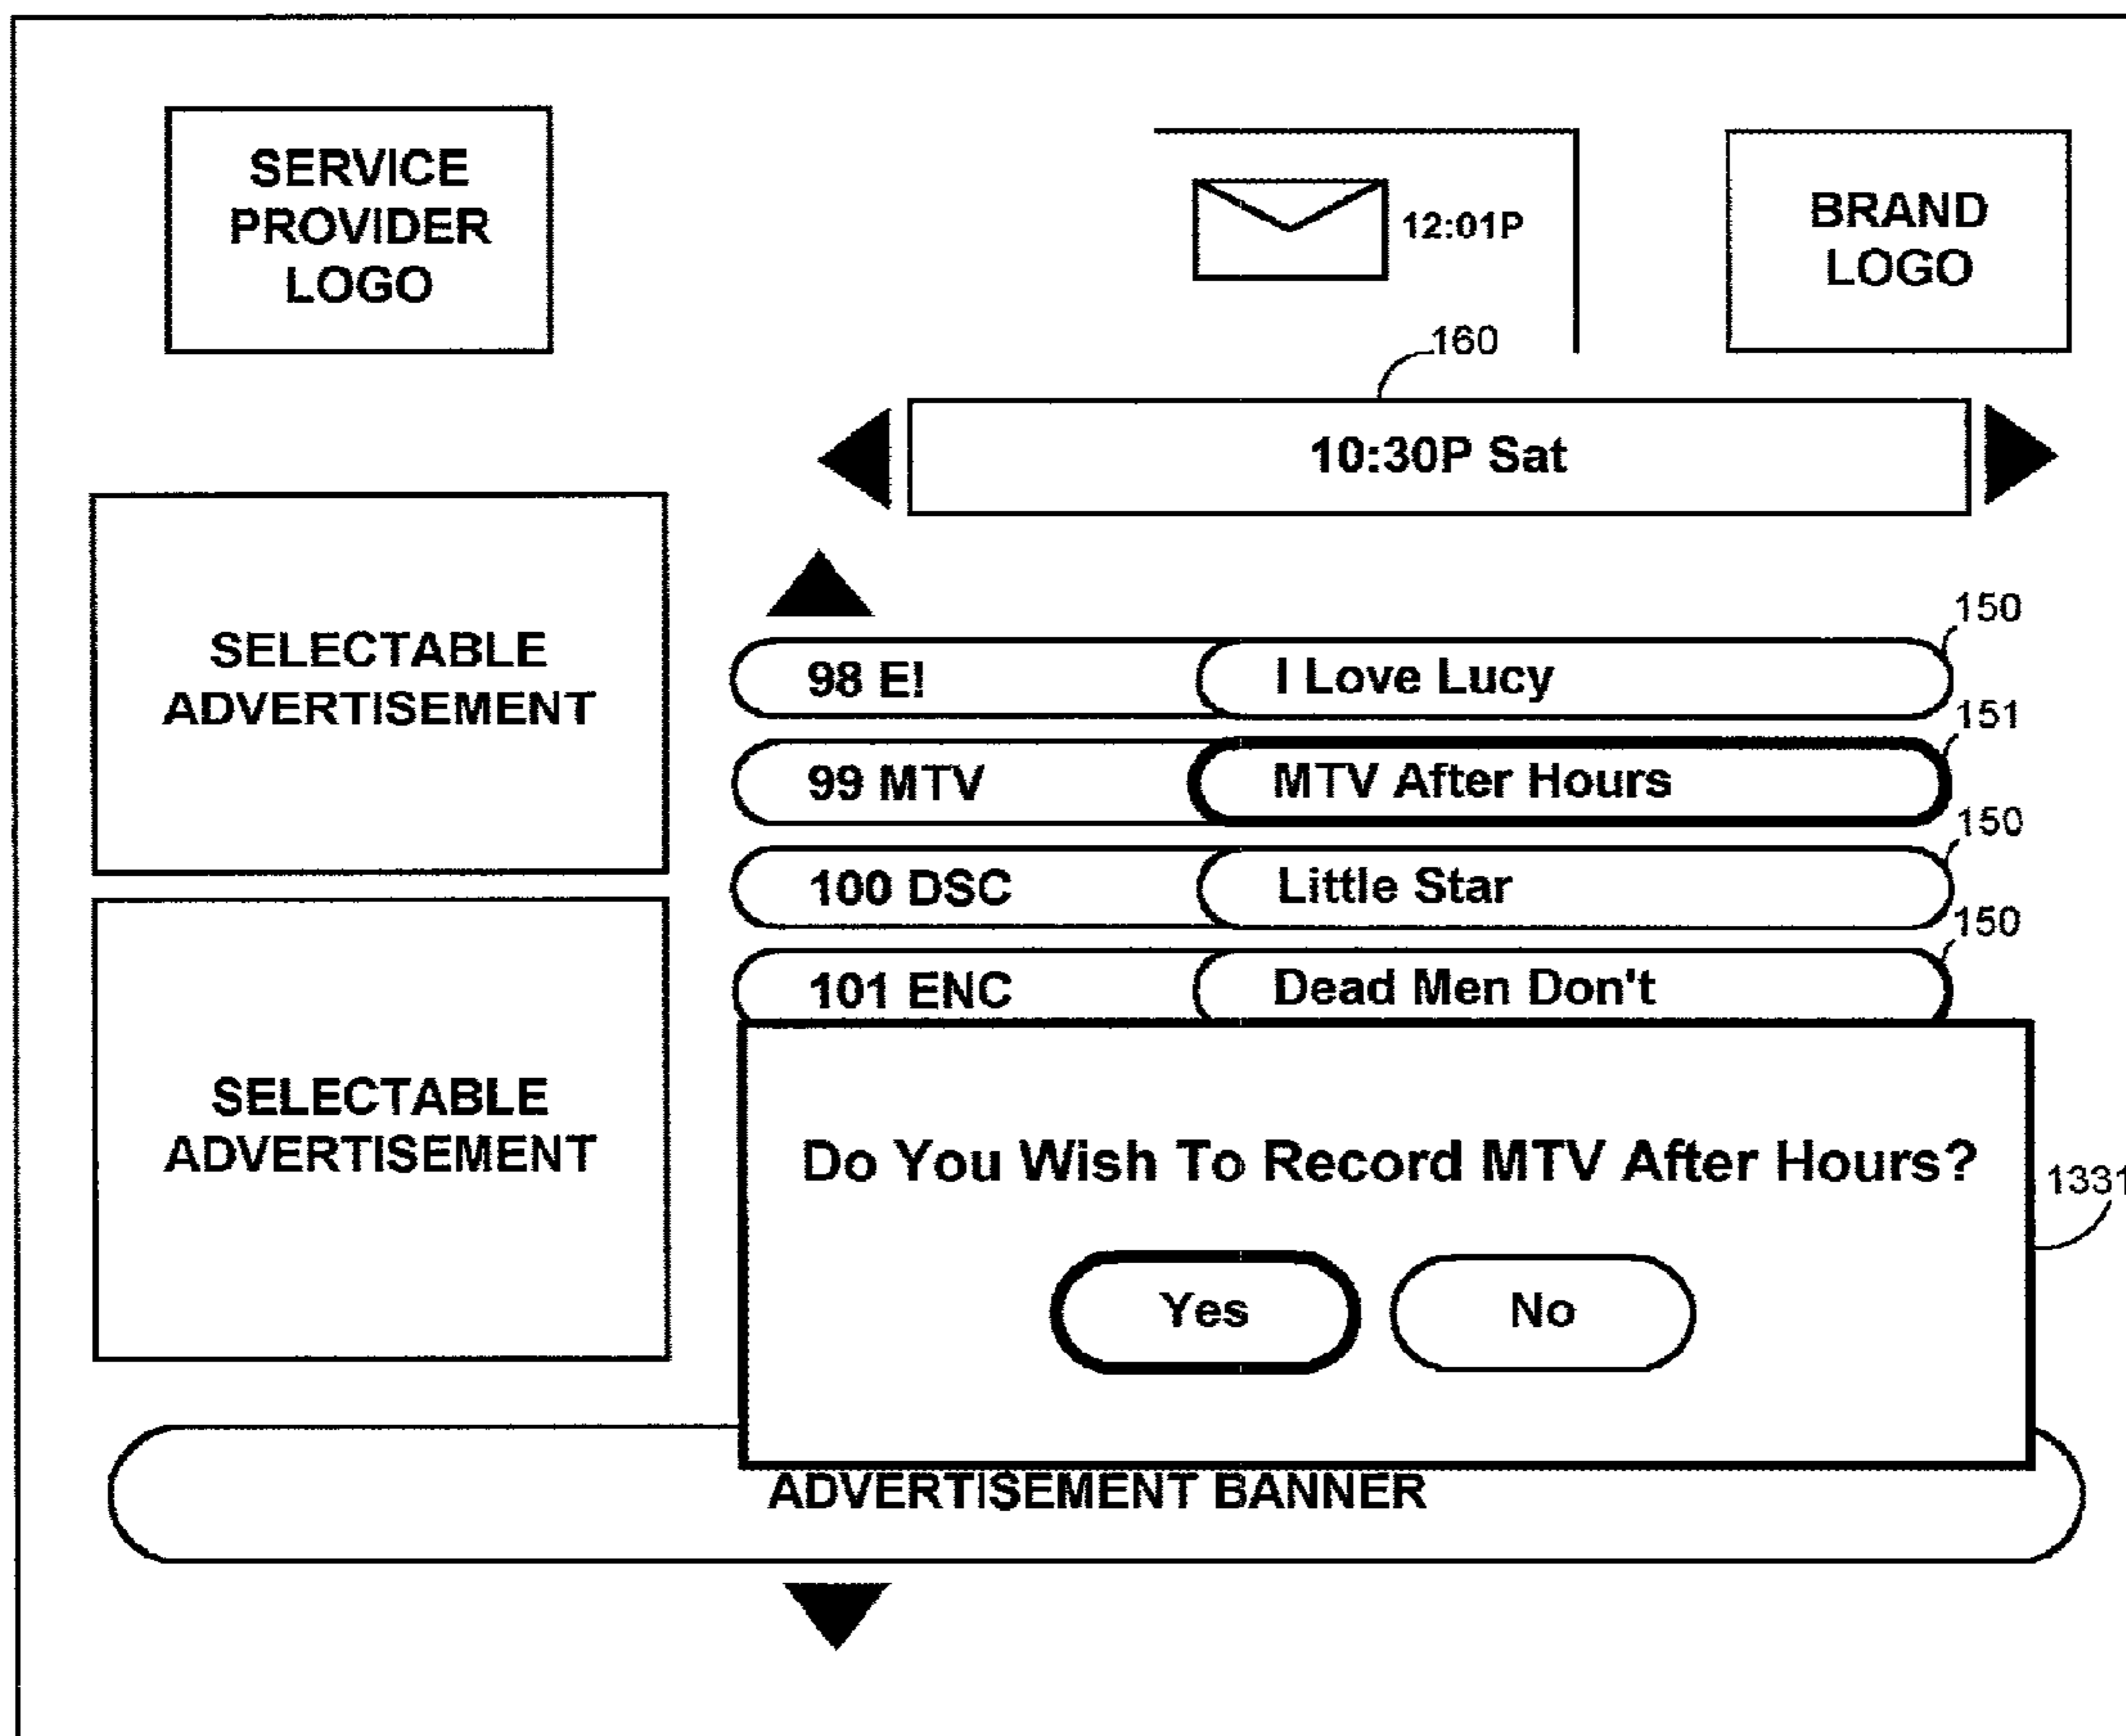 SERVICE
PROVIDER
LOGO
12:01P
BRAND
LOGO
160
10:30P Sat
SELECTABLE
ADVERTISEMENT
150
98 E! I Love Lucy
151
99 MTV MTV After Hours
150
100 DSC Little Star
150
101 ENC Dead Men Don't
SELECTABLE
ADVERTISEMENT
Do You Wish To Record MTV After Hours?
1331
Yes No
ADVERTISEMENT BANNER